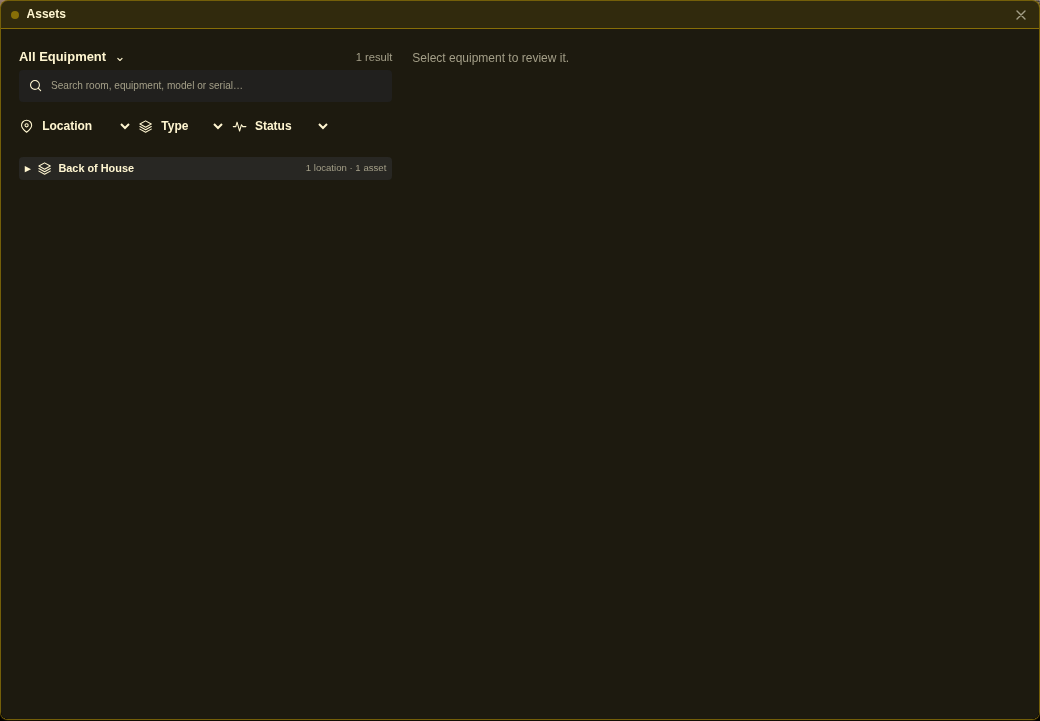 Assets
All Equipment
1 result
Select equipment to review it.
Search room, equipment, model or serial…
Location
Type
Status
Back of House
1 location · 1 asset